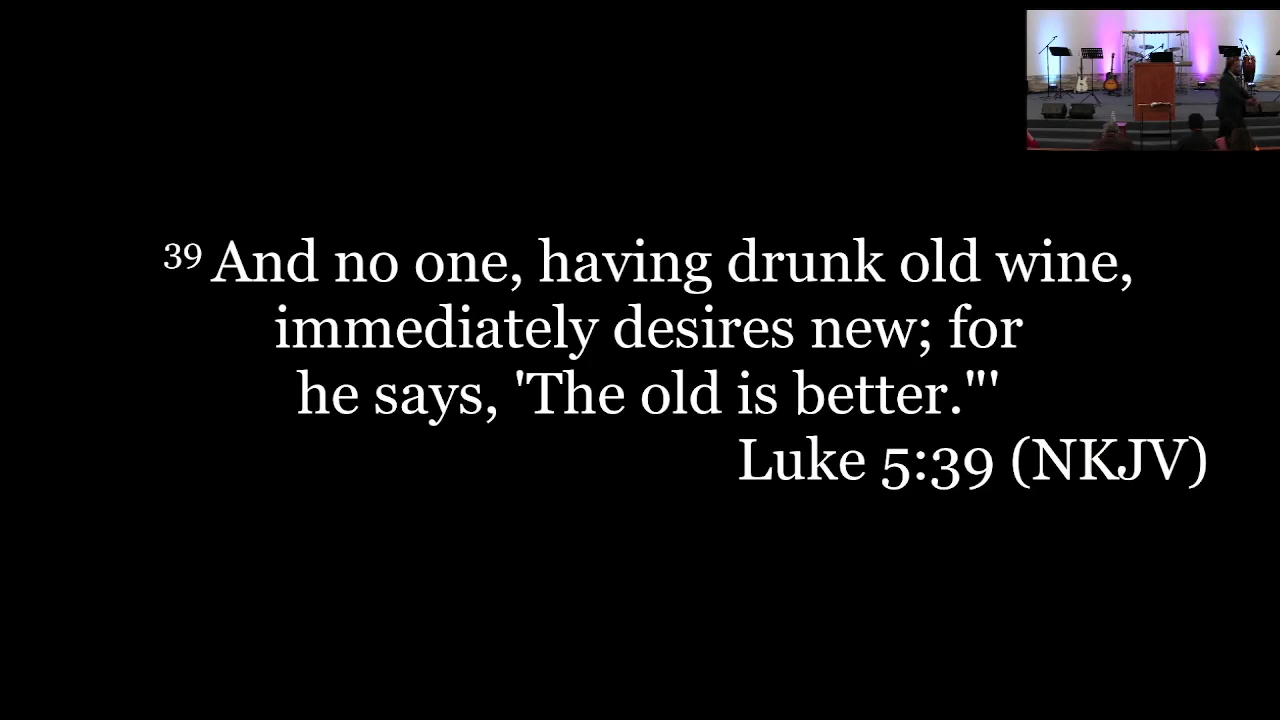 39 And no one, having drunk old wine,
immediately desires new; for
he says, 'The old is better.'"
Luke 5:39 (NKJV)